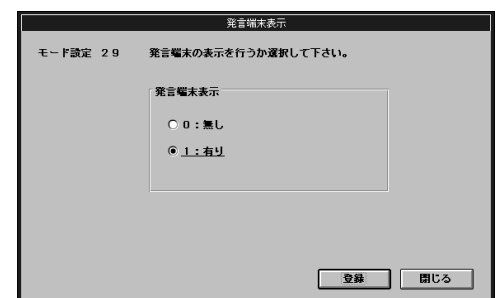 発言端末表示
モード設定 29 発言端末の表示を行うか選択して下さい。
発言端末表示
0：無し
1：有り
登録 閉じる